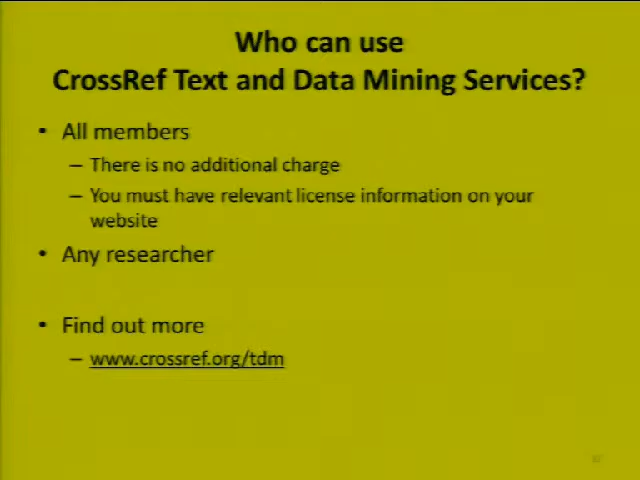 Who can use
CrossRef Text and Data Mining Services?
• All members
– There is no additional charge
– You must have relevant license information on your
website
• Any researcher
• Find out more
– www.crossref.org/tdm